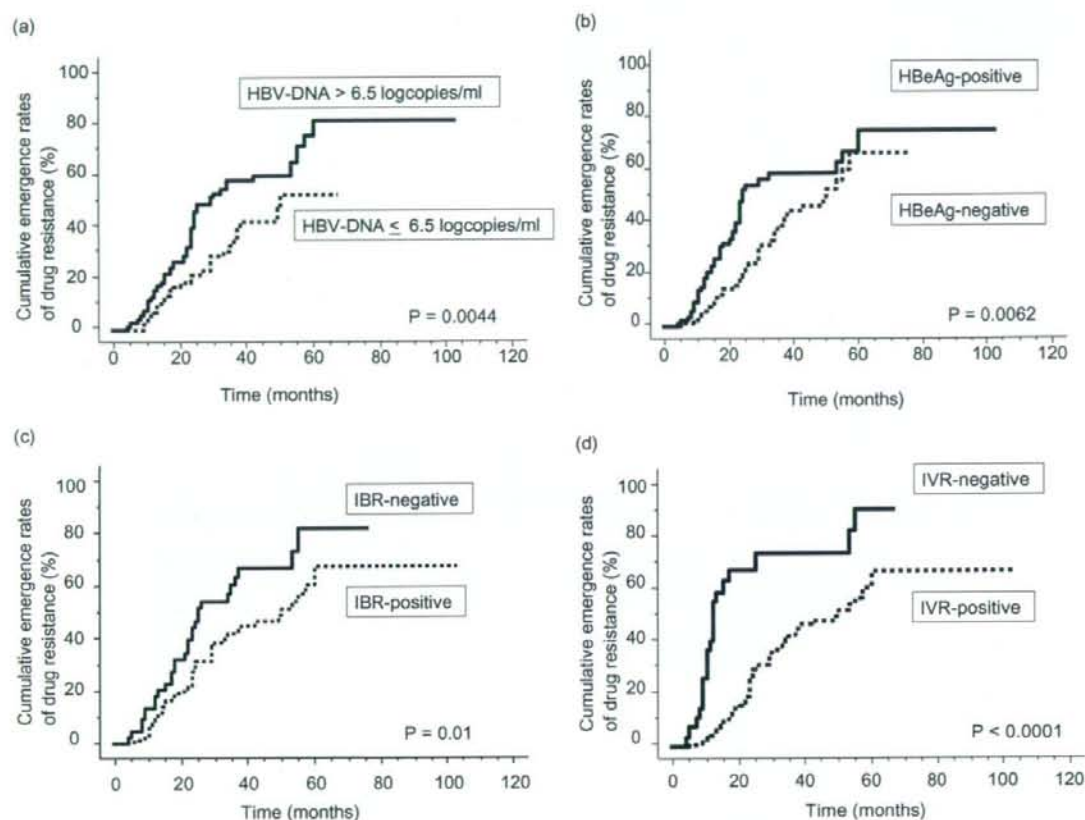 (a)
Cumulative emergence rates
of drug resistance (%)
100
80
60
40
20
0
HBV-DNA > 6.5 logcopies/ml
HBV-DNA ≤ 6.5 logcopies/ml
P = 0.0044
0 20 40 60 80 100 120
Time (months)
(b)
Cumulative emergence rates
of drug resistance (%)
100
80
60
40
20
0
HBeAg-positive
HBeAg-negative
P = 0.0062
0 20 40 60 80 100 120
Time (months)
(c)
Cumulative emergence rates
of drug resistance (%)
100
80
60
40
20
0
IBR-negative
IBR-positive
P = 0.01
0 20 40 60 80 100 120
Time (months)
(d)
Cumulative emergence rates
of drug resistance (%)
100
80
60
40
20
0
IVR-negative
IVR-positive
P < 0.0001
0 20 40 60 80 100 120
Time (months)